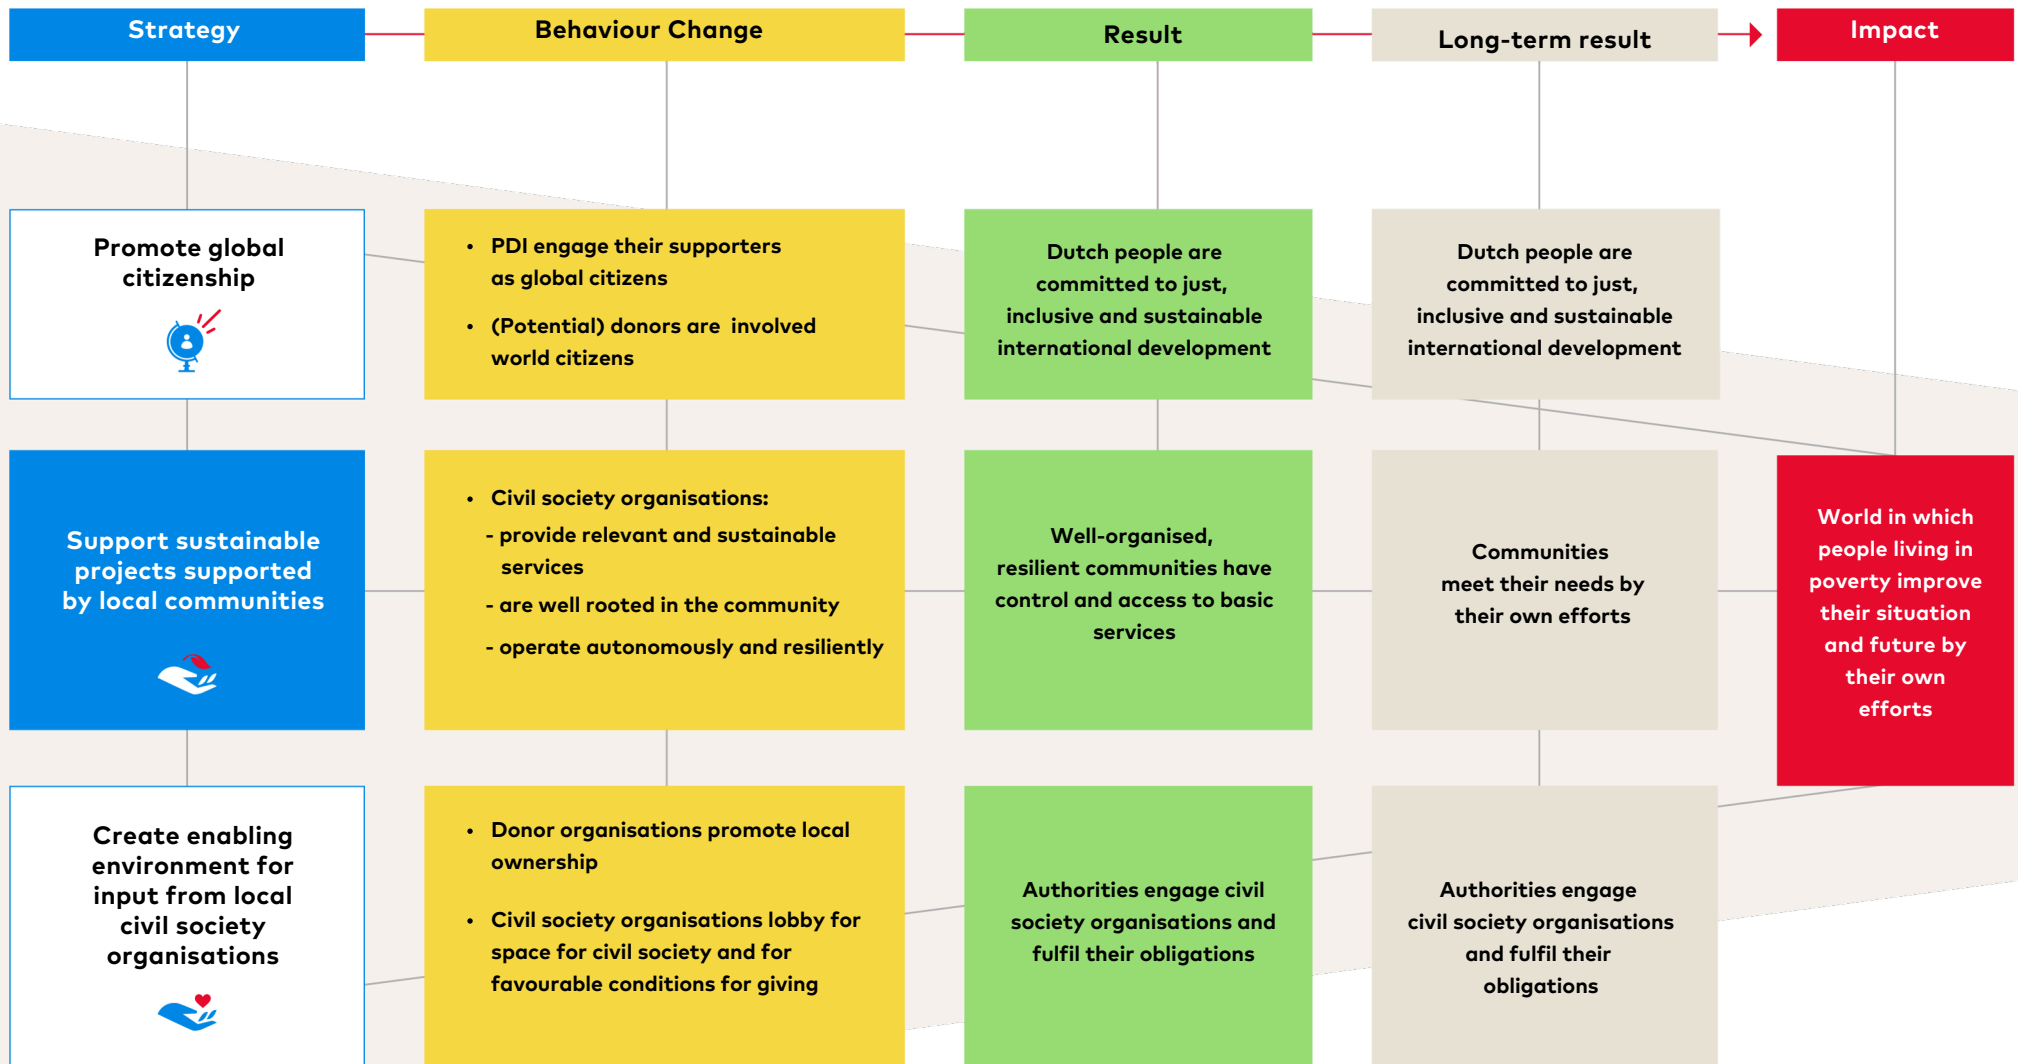 Strategy
Behaviour Change
Result
Long-term result
Impact
Promote global
citizenship
• PDI engage their supporters
as global citizens
• (Potential) donors are involved
world citizens
Dutch people are
committed to just,
inclusive and sustainable
international development
Dutch people are
committed to just,
inclusive and sustainable
international development
Support sustainable
projects supported
by local communities
• Civil society organisations:
- provide relevant and sustainable
services
- are well rooted in the community
- operate autonomously and resiliently
Well-organised,
resilient communities have
control and access to basic
services
Communities
meet their needs by
their own efforts
World in which
people living in
poverty improve
their situation
and future by
their own
efforts
Create enabling
environment for
input from local
civil society
organisations
• Donor organisations promote local
ownership
• Civil society organisations lobby for
space for civil society and for
favourable conditions for giving
Authorities engage civil
society organisations and
fulfil their obligations
Authorities engage
civil society organisations
and fulfil their
obligations